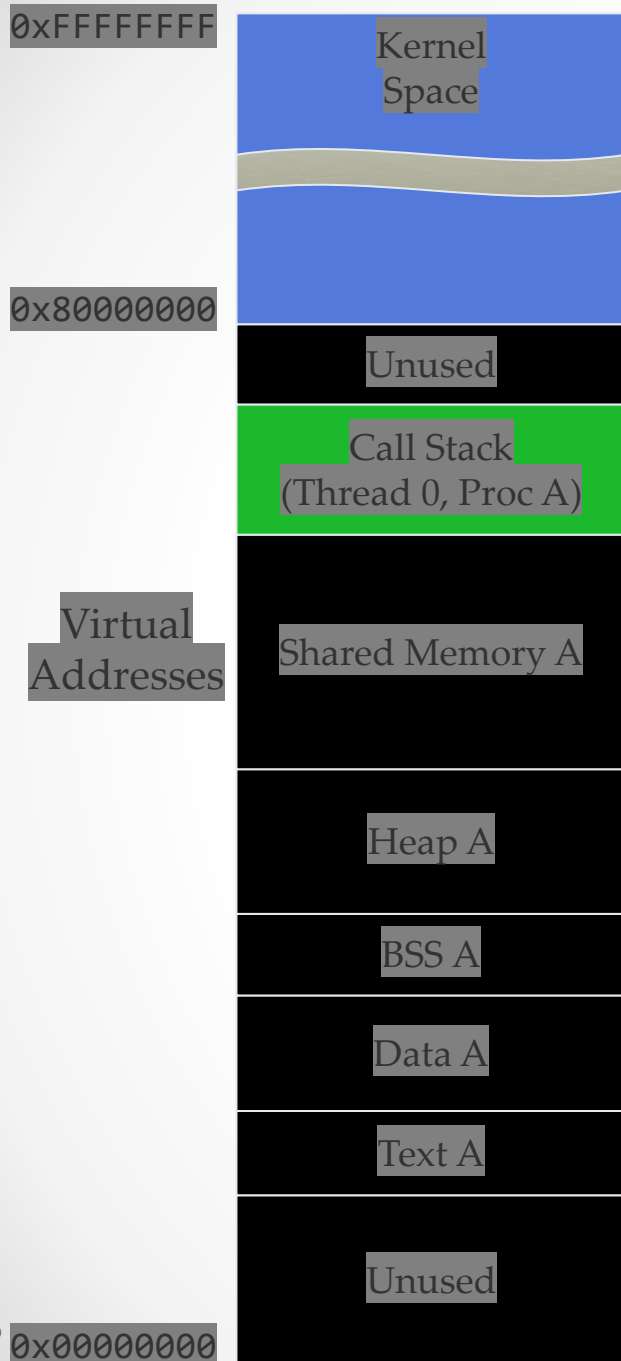 0xFFFFFFFF
Kernel
Space
0x80000000
Unused
Call Stack
(Thread 0, Proc A)
Virtual
Addresses
Shared Memory A
Heap A
BSS A
Data A
Text A
Unused
0x00000000